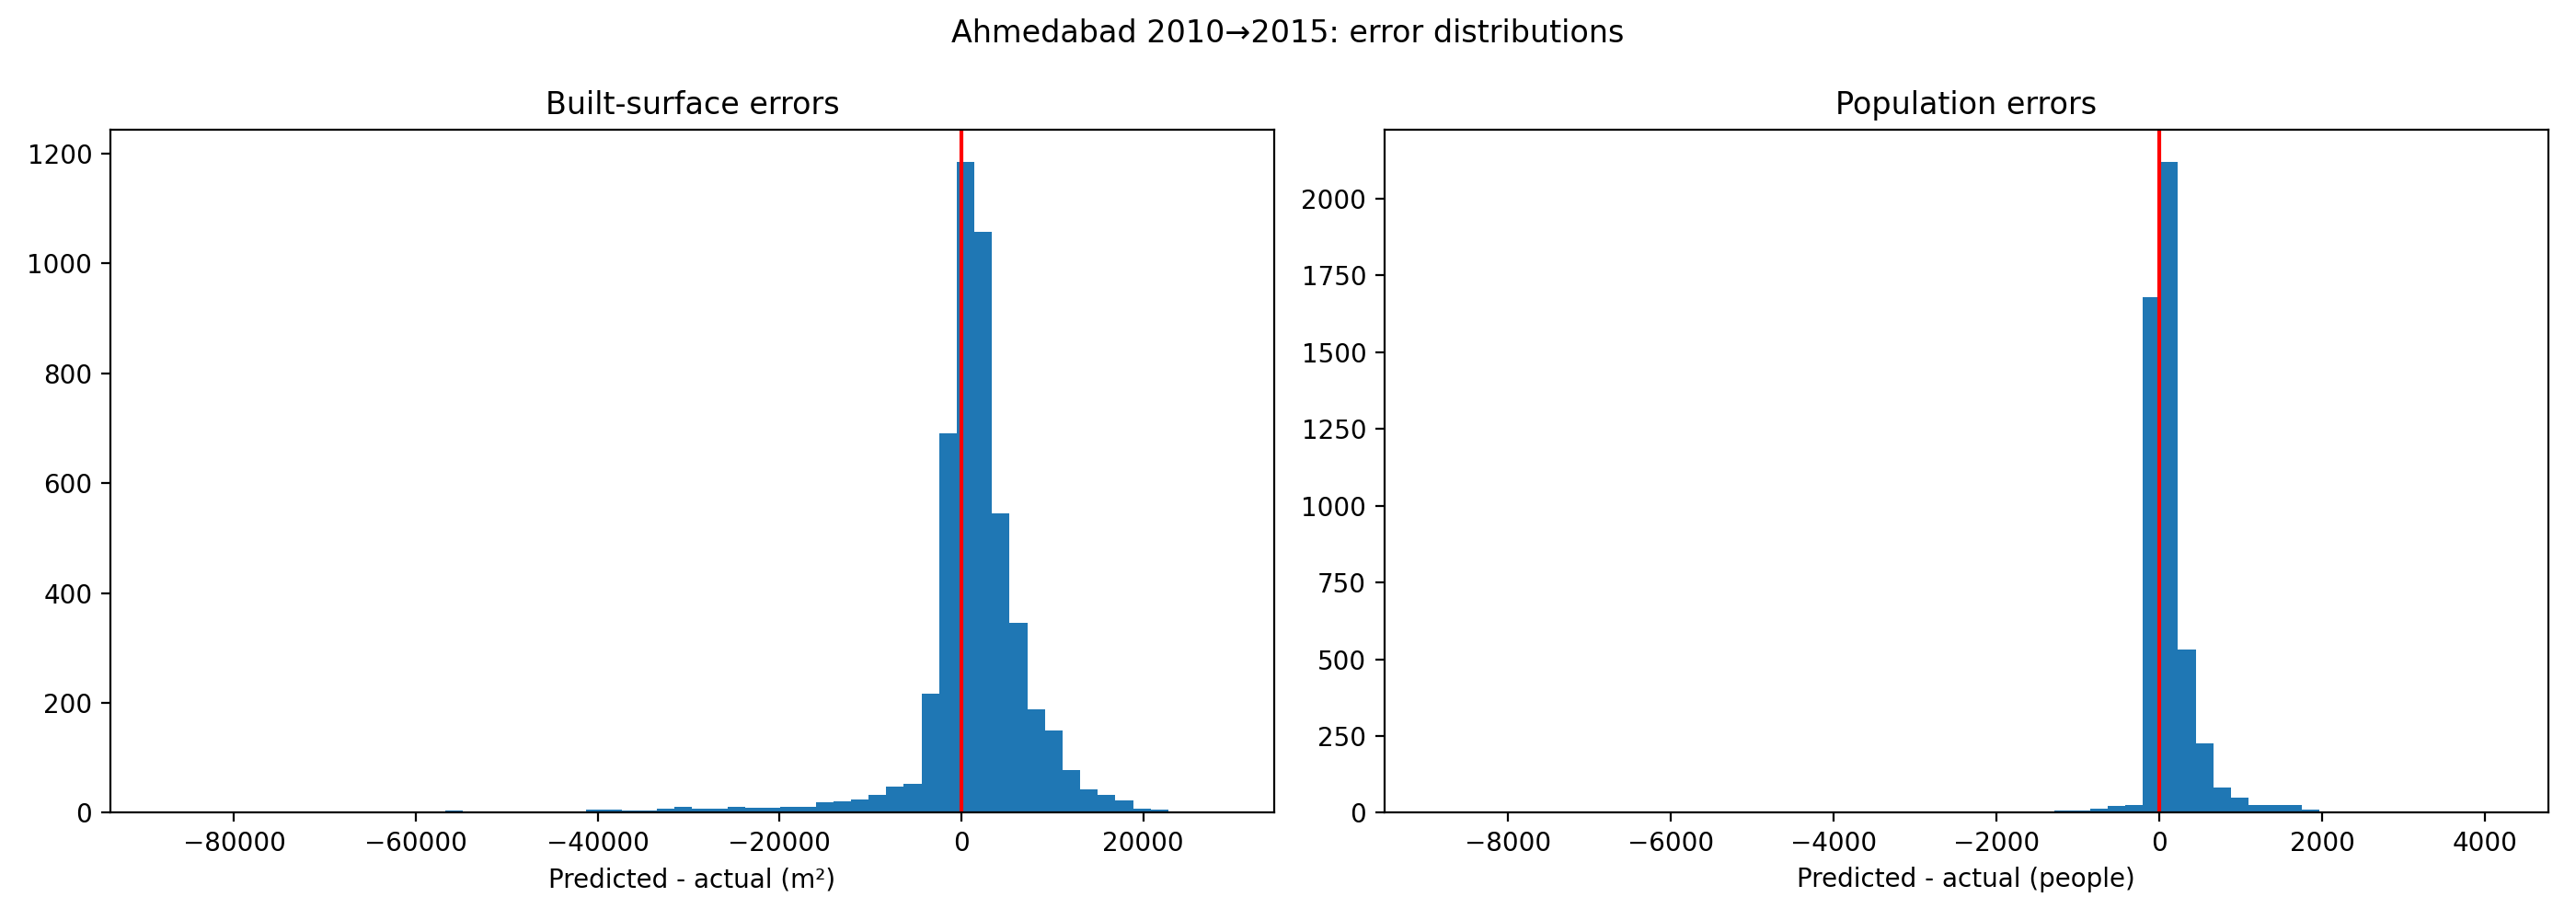 Ahmedabad 2010→2015: error distributions
Built-surface errors
1200
1000
800
600
400
200
0
−80000 −60000 −40000 −20000 0 20000
Predicted - actual (m²)
Population errors
2000
1750
1500
1250
1000
750
500
250
0
−8000 −6000 −4000 −2000 0 2000 4000
Predicted - actual (people)